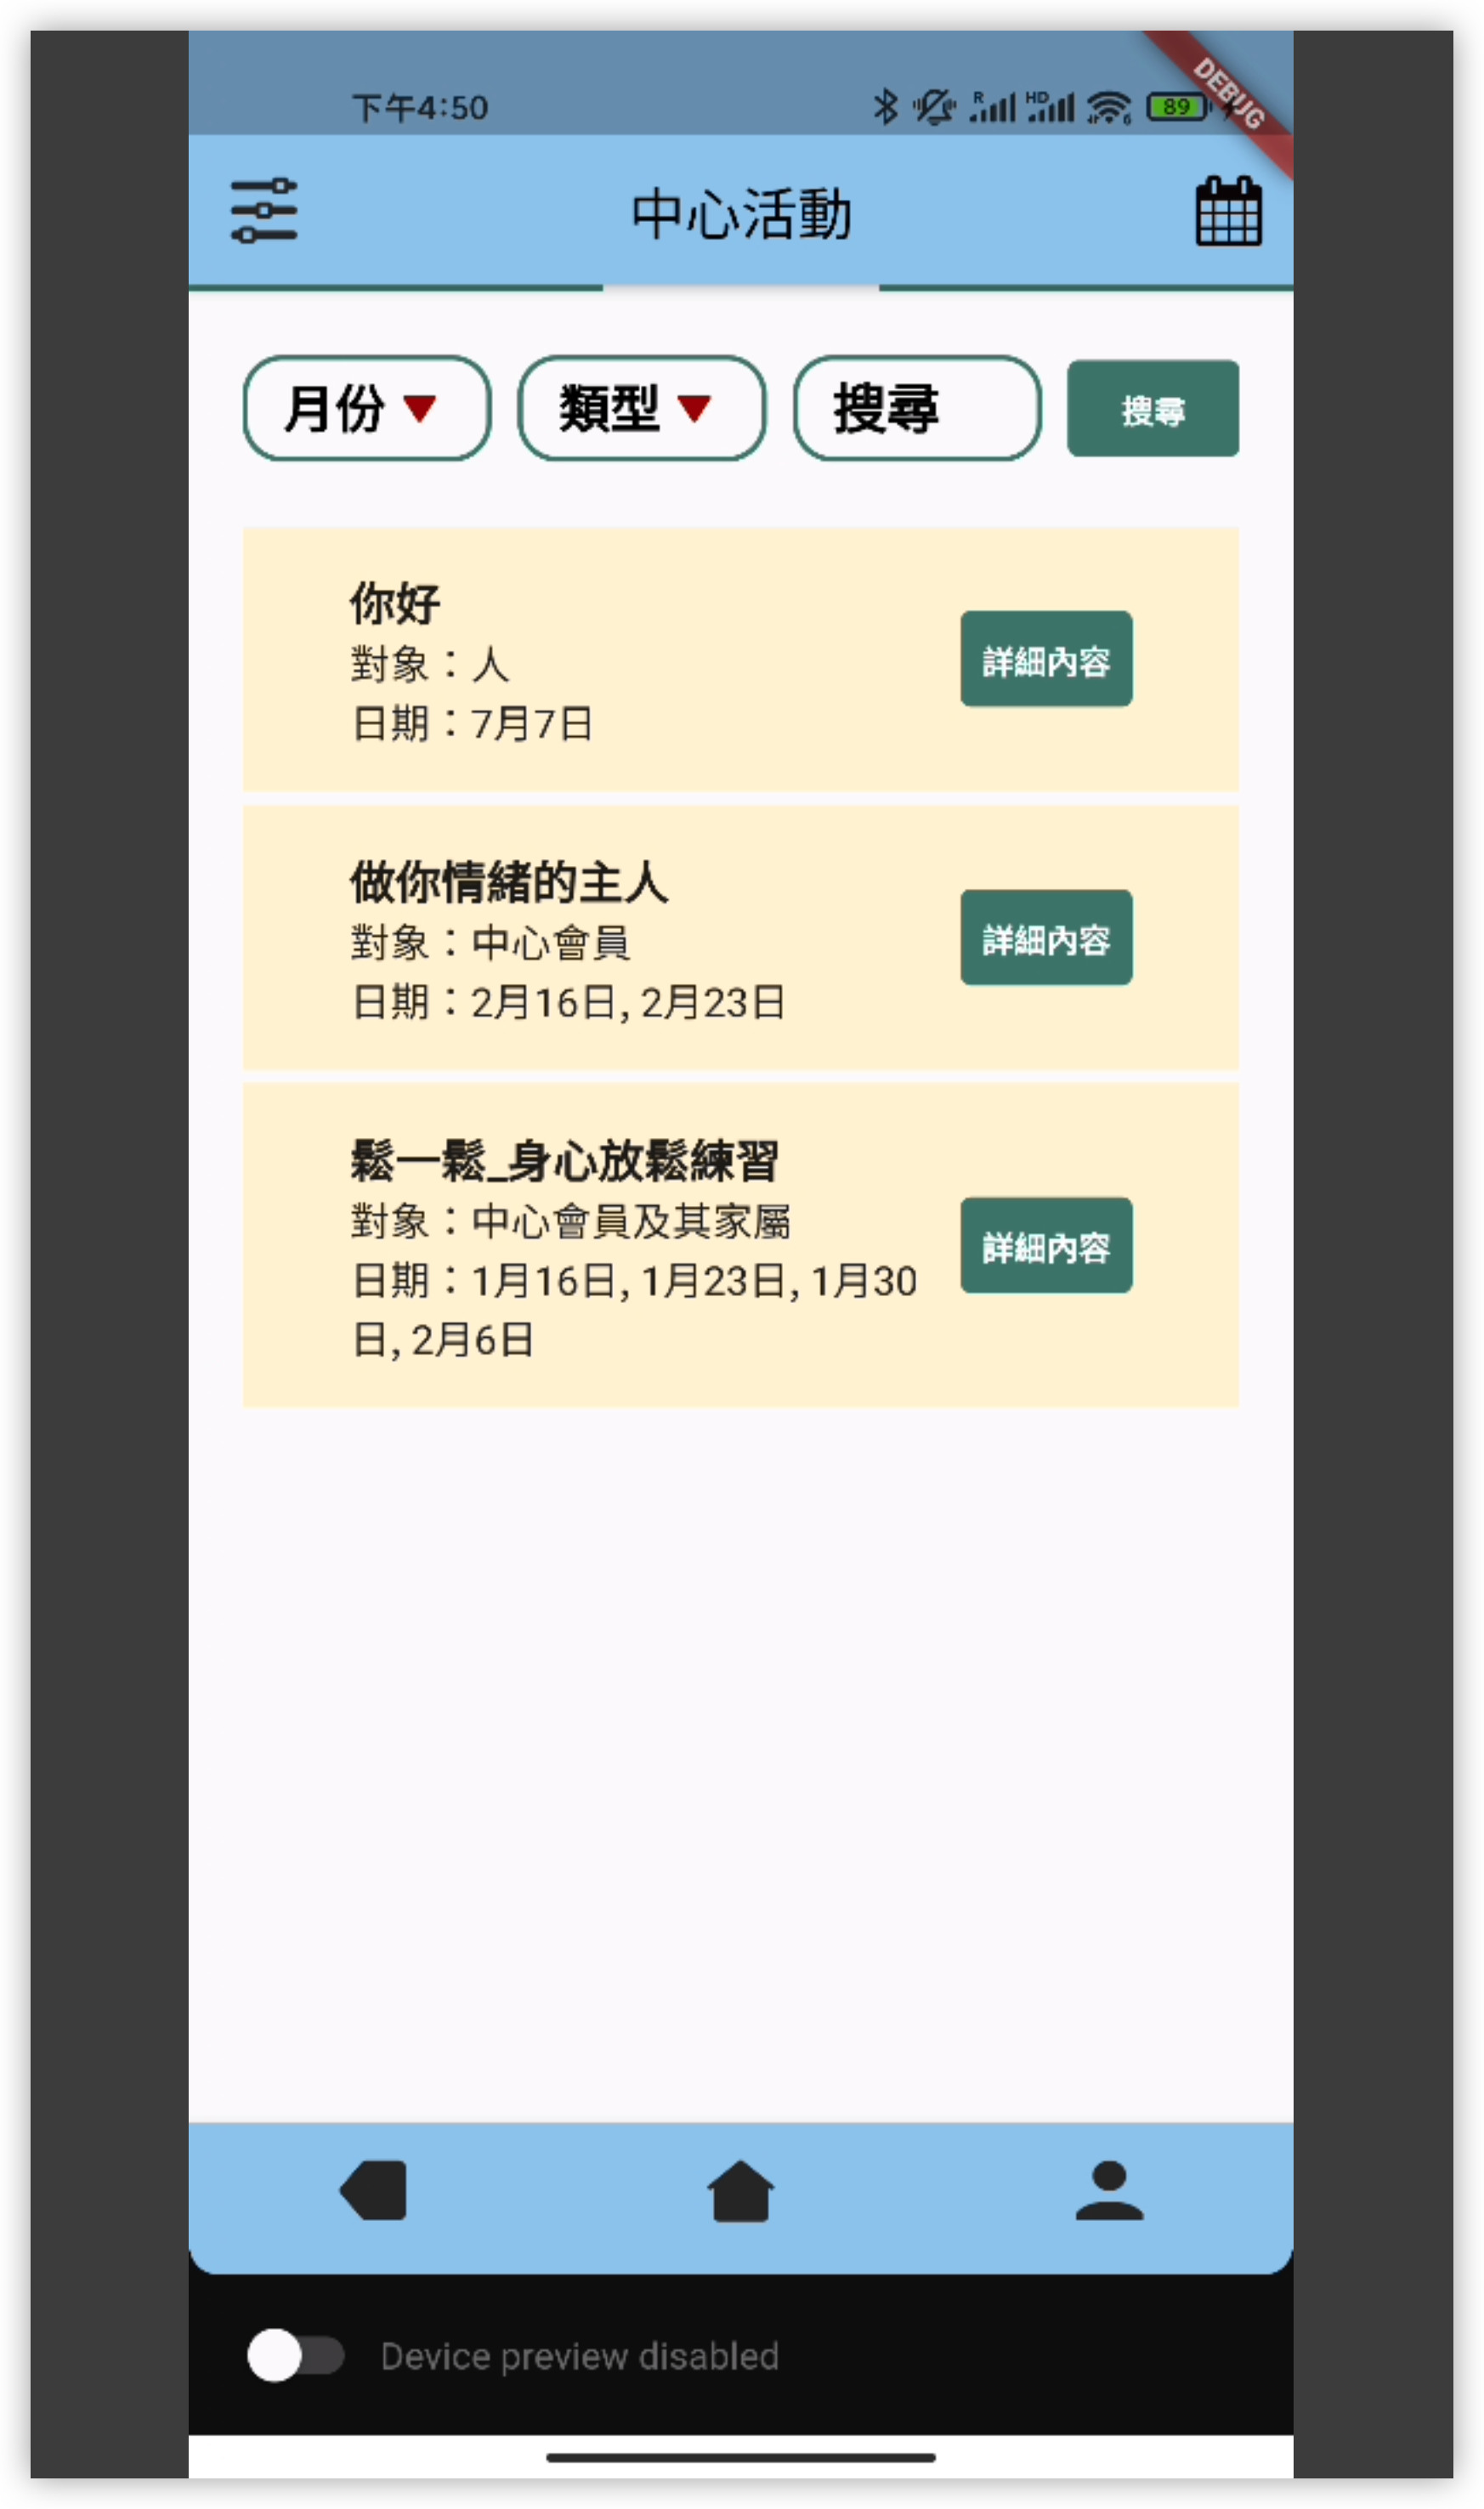 下午4:50
R
HD
6
89
DEBUG
中心活動
月份
類型
搜尋
搜尋
你好
對象：人
日期：7月7日
詳細內容
做你情緒的主人
對象：中心會員
日期：2月16日, 2月23日
詳細內容
鬆一鬆_身心放鬆練習
對象：中心會員及其家屬
日期：1月16日, 1月23日, 1月30
日, 2月6日
詳細內容
Device preview disabled